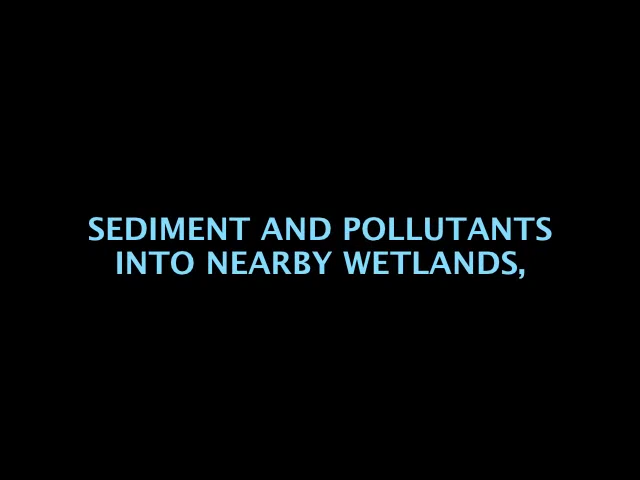 SEDIMENT AND POLLUTANTS
INTO NEARBY WETLANDS,